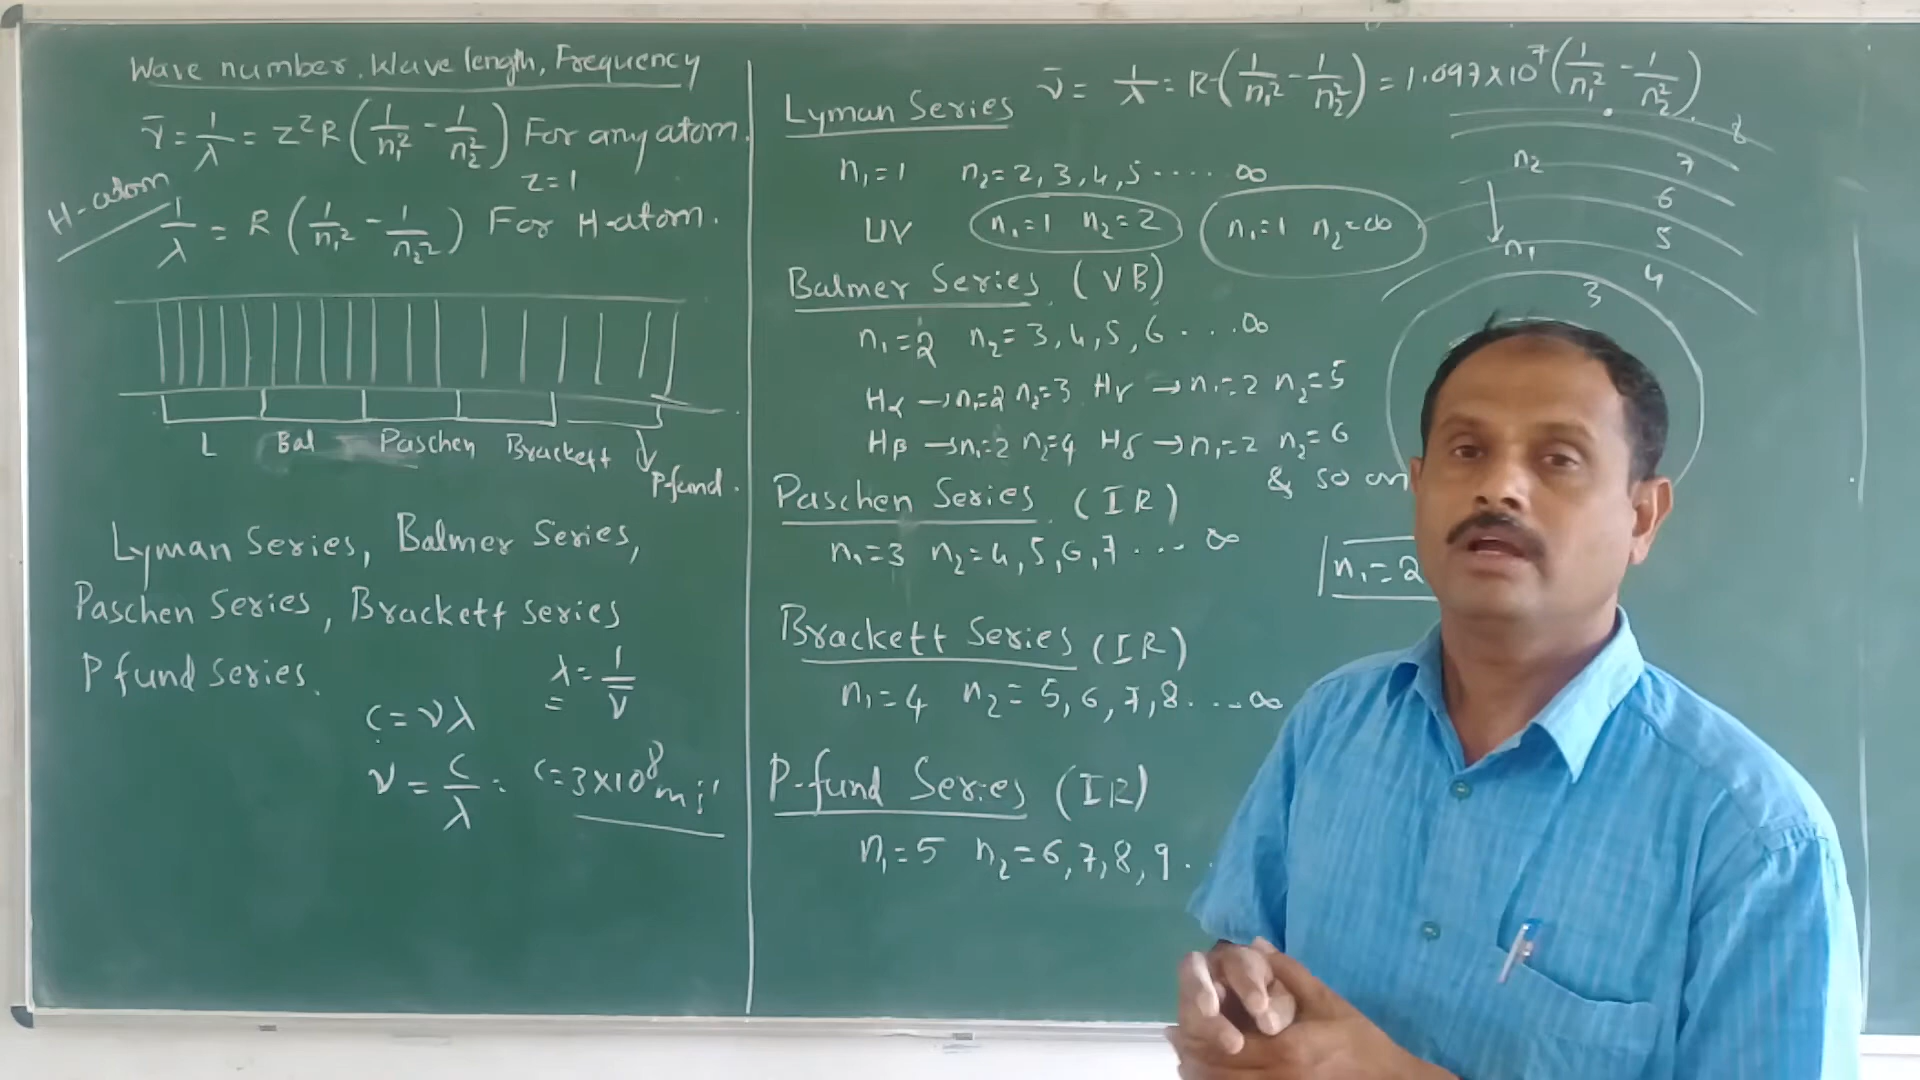 Wave number, Wave length, Frequency
ν̄ = 1/λ = Z²R(1/n₁² - 1/n₂²) For any atom.
H-atom
Z=1
1/λ = R(1/n₁² - 1/n₂²) For H-atom.
L Bal Paschen Brackett
P-fund.
Lyman Series, Balmer Series,
Paschen Series, Brackett series
P fund series.
λ = 1/ν̄
c = νλ
ν = c/λ : c=3×10⁸ m s⁻¹
Lyman Series ν̄ = 1/λ = R(1/n₁² - 1/n₂²) = 1.097×10⁷(1/n₁² - 1/n₂²).
n₁=1 n₂=2,3,4,5..... ∞
UV n₁=1 n₂=2 n₁=1 n₂=∞
Balmer Series (VB)
n₁=2 n₂=3,4,5,6....∞
Hα→n₁=2 n₂=3 Hγ→n₁=2 n₂=5
Hβ→n₁=2 n₂=4 Hδ→n₁=2 n₂=6
& so on
Paschen Series (IR)
n₁=3 n₂=4,5,6,7.... ∞
n₁=2
Brackett Series (IR)
n₁=4 n₂=5,6,7,8....∞
P-fund Series (IR)
n₁=5 n₂=6,7,8,9..
8
n₂ 7
6
5
n₁ 4
3